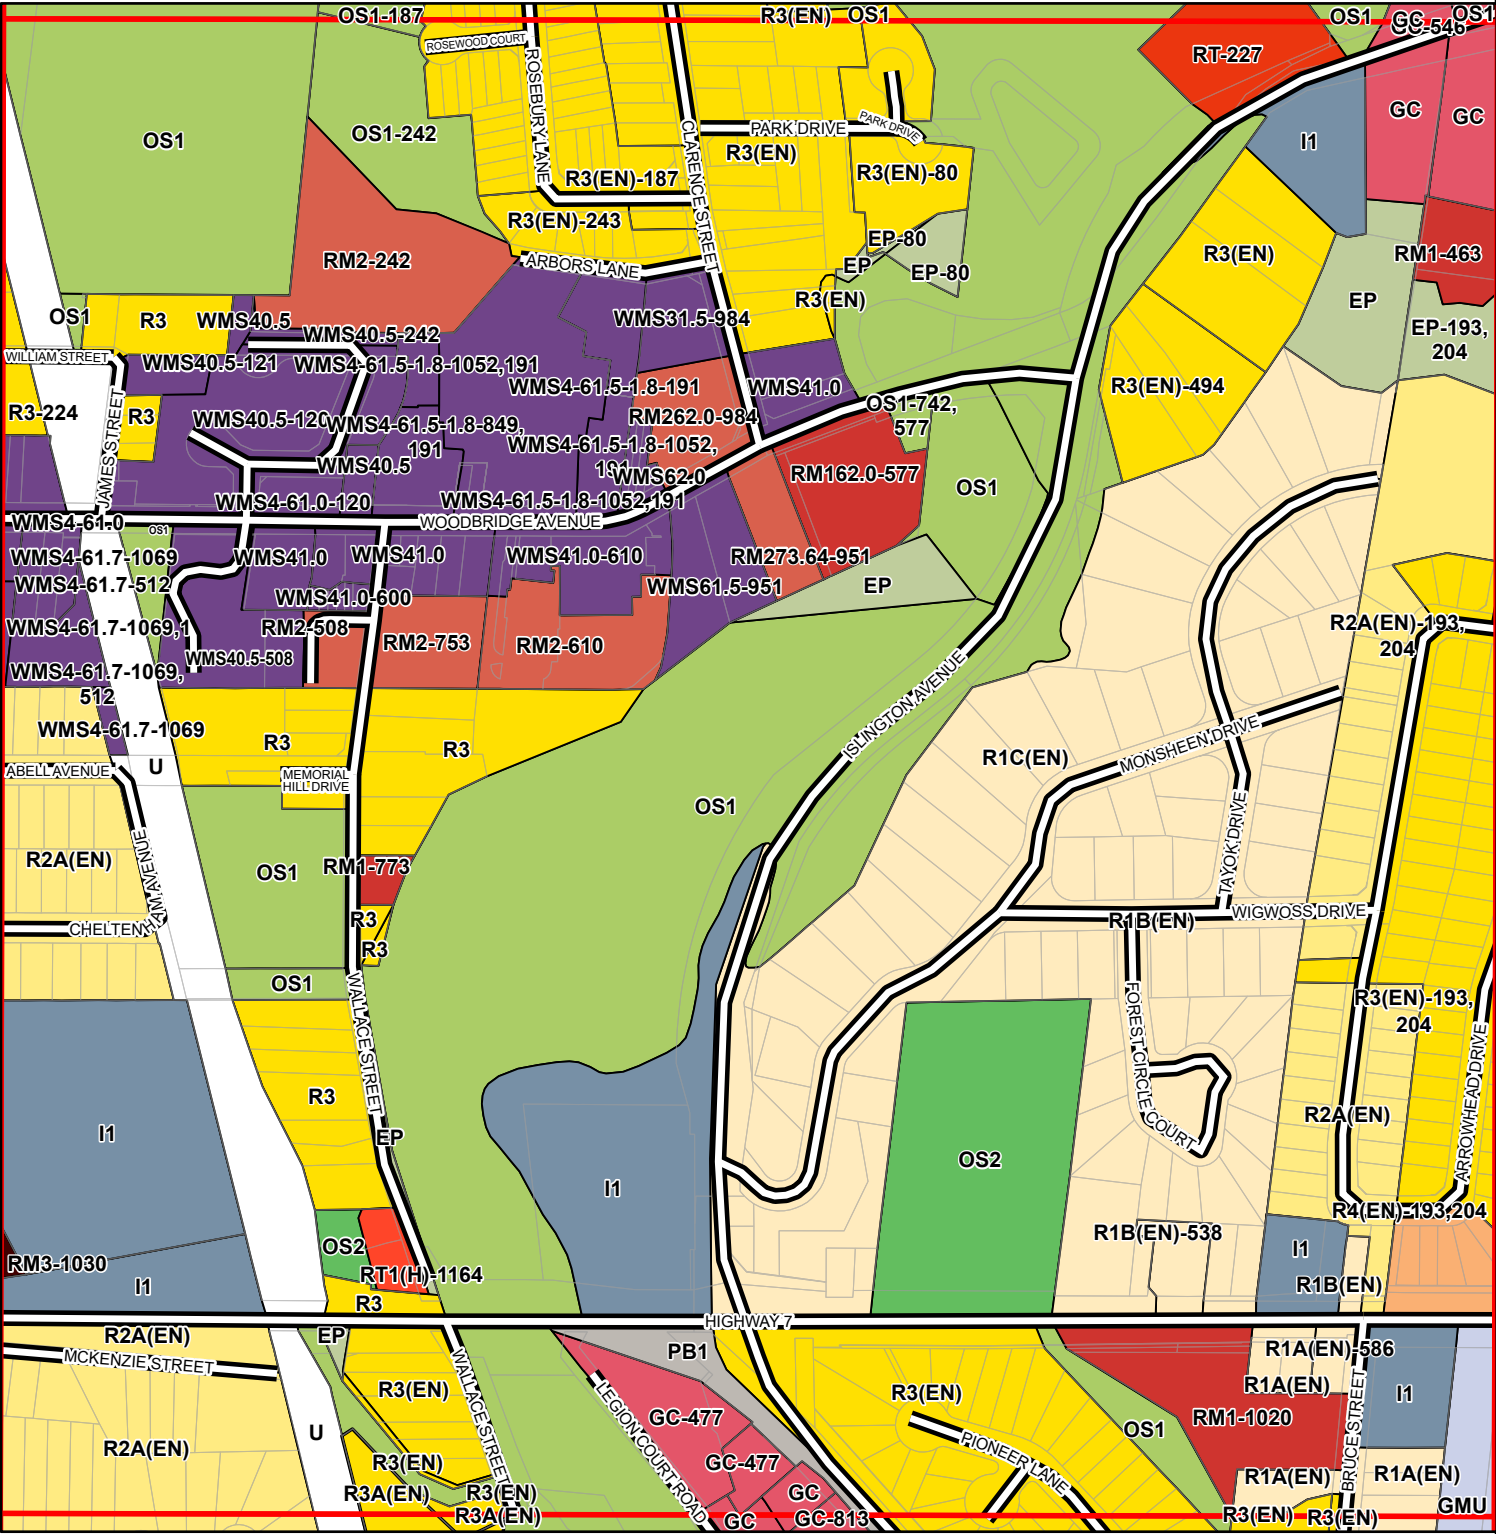 OS1-187
R3(EN)
OS1
OS1
GC
OS1
GC-546
ROSEWOOD COURT
RT-227
ROSEBURY LANE
CLARENCE STREET
PARK DRIVE
PARK DRIVE
OS1
OS1-242
GC
GC
I1
R3(EN)
R3(EN)-187
R3(EN)-80
R3(EN)-243
EP-80
EP
EP-80
ARBORS LANE
RM2-242
R3(EN)
R3(EN)
RM1-463
EP
EP-193,
204
OS1
R3
WMS40.5
WMS31.5-984
WMS40.5-242
WILLIAM STREET
WMS40.5-121
WMS4-61.5-1.8-1052,191
WMS4-61.5-1.8-191
WMS41.0
R3(EN)-494
R3-224
R3
JAMES STREET
WMS40.5-120
WMS4-61.5-1.8-849,
191
RM262.0-984
OS1-742,
577
WMS4-61.5-1.8-1052,
191
WMS40.5
WMS62.0
RM162.0-577
OS1
WMS4-61.0-120
WMS4-61.5-1.8-1052,191
WMS4-61.0
OS1
WOODBRIDGE AVENUE
WMS4-61.7-1069
WMS41.0
WMS41.0
WMS41.0-610
RM273.64-951
WMS4-61.7-512
WMS61.5-951
EP
WMS41.0-600
WMS4-61.7-1069,1
RM2-508
RM2-753
RM2-610
R2A(EN)-193,
204
WMS40.5-508
WMS4-61.7-1069,
512
ISLINGTON AVENUE
WMS4-61.7-1069
R3
R3
R1C(EN)
MONSHEEN DRIVE
ABELL AVENUE
U
MEMORIAL
HILL DRIVE
OS1
TAYOK DRIVE
R2A(EN)
OS1
RM1-773
CHELTENHAM AVENUE
R3
R1B(EN)
WIGWOSS DRIVE
R3
OS1
WALLACE STREET
FOREST CIRCLE COURT
R3(EN)-193,
204
ARROWHEAD DRIVE
R3
R2A(EN)
I1
EP
OS2
I1
R4(EN)-193,204
R1B(EN)-538
OS2
I1
RM3-1030
RT1(H)-1164
I1
R1B(EN)
R3
HIGHWAY 7
R2A(EN)
EP
PB1
R1A(EN)-586
MCKENZIE STREET
R3(EN)
WALLACE STREET
LEGION COURT ROAD
R3(EN)
R1A(EN)
I1
GC-477
RM1-1020
OS1
BRUCE STREET
U
R2A(EN)
PIONEER LANE
R3(EN)
GC-477
R1A(EN)
R1A(EN)
R3A(EN)
R3(EN)
GC
GMU
R3A(EN)
GC
GC-813
R3(EN)
R3(EN)